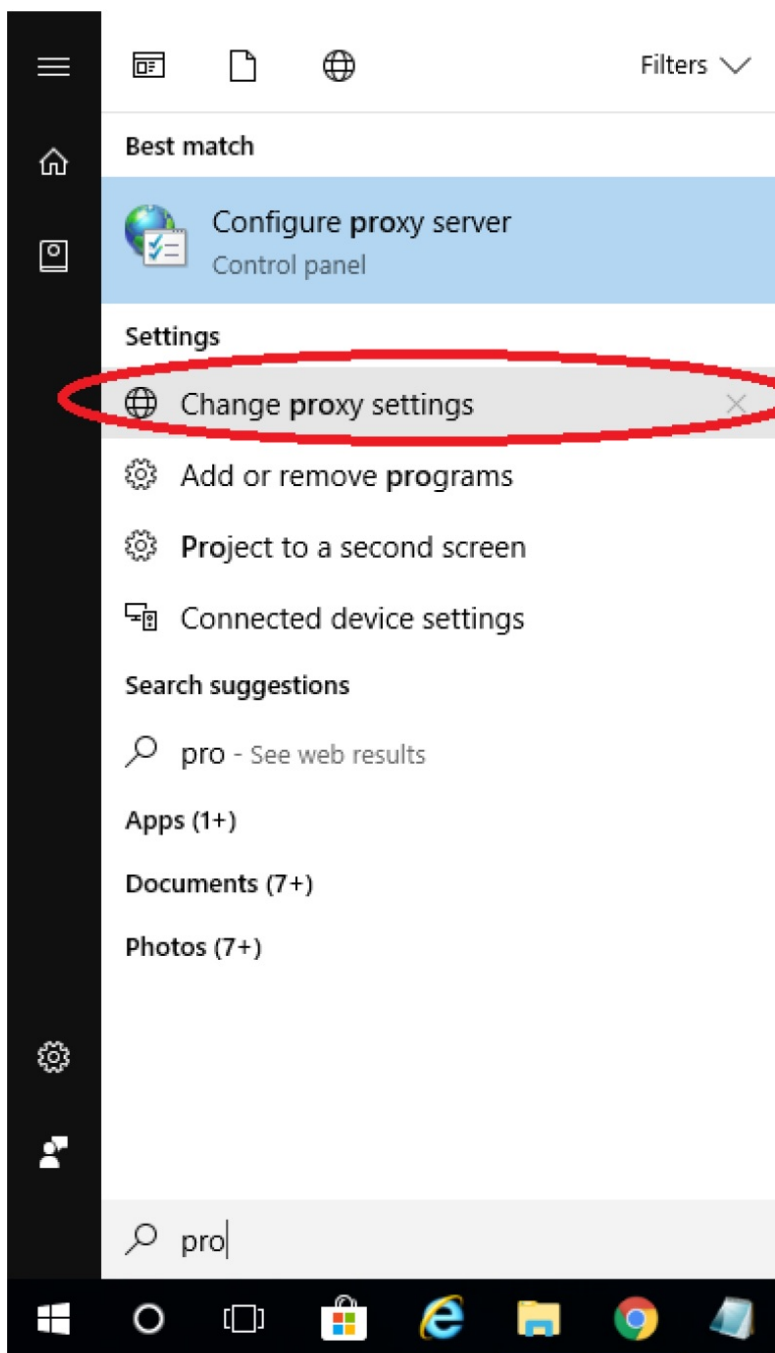 Filters
Best match
Configure proxy server
Control panel
Settings
Change proxy settings
Add or remove programs
Project to a second screen
Connected device settings
Search suggestions
pro - See web results
Apps (1+)
Documents (7+)
Photos (7+)
pro